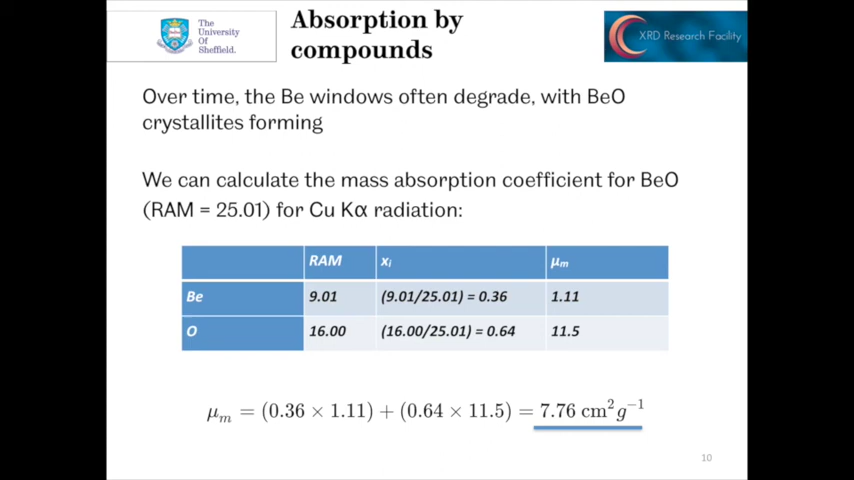 The
University
Of
Sheffield.
Absorption by
compounds
XRD Research Facility
Over time, the Be windows often degrade, with BeO
crystallites forming
We can calculate the mass absorption coefficient for BeO
(RAM = 25.01) for Cu Kα radiation:
RAM xᵢ μₘ
Be 9.01 (9.01/25.01) = 0.36 1.11
O 16.00 (16.00/25.01) = 0.64 11.5
μₘ = (0.36 × 1.11) + (0.64 × 11.5) = 7.76 cm² g⁻¹
10